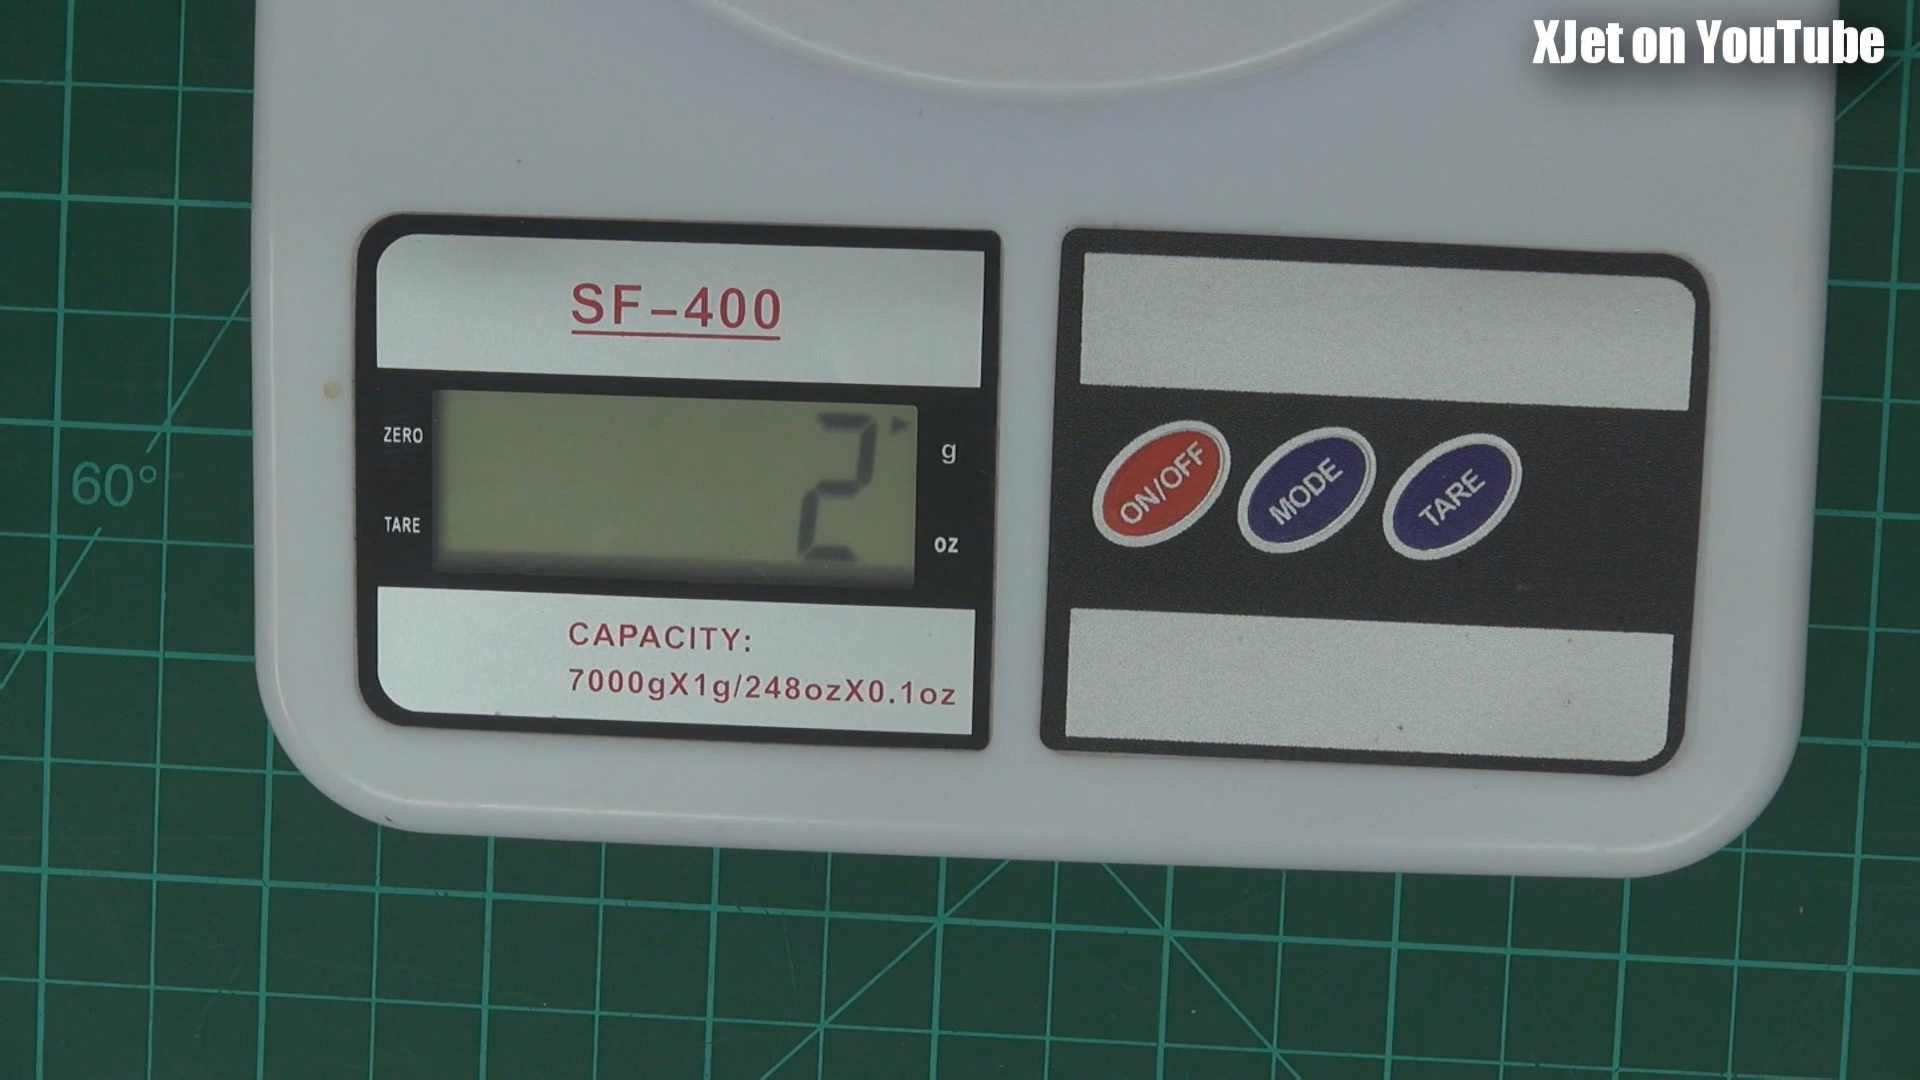 XJet on YouTube
SF-400
ZERO
TARE
2
g
oz
CAPACITY:
7000gX1g/248ozX0.1oz
ON/OFF
MODE
TARE
60°